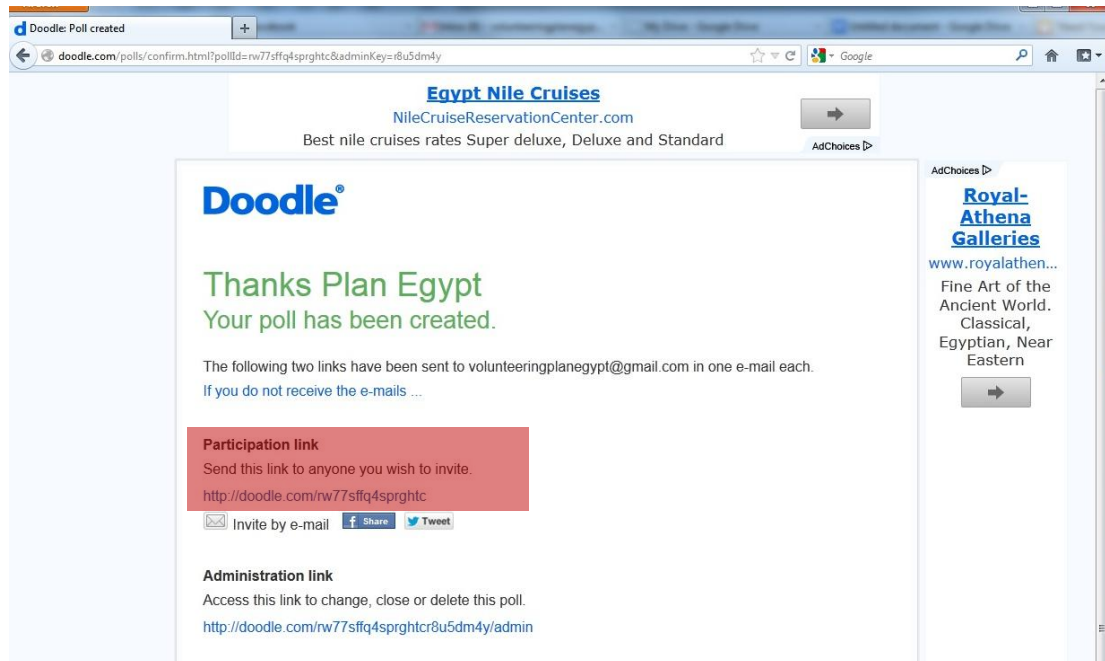 Doodle: Poll created
doodle.com/polls/confirm.html?pollId=rw77sffq4sprghtc&adminKey=r8u5dm4y
Google
Egypt Nile Cruises
NileCruiseReservationCenter.com
Best nile cruises rates Super deluxe, Deluxe and Standard
AdChoices
Doodle®
Thanks Plan Egypt
Your poll has been created.
The following two links have been sent to volunteeringplanegypt@gmail.com in one e-mail each.
If you do not receive the e-mails ...
Participation link
Send this link to anyone you wish to invite.
http://doodle.com/rw77sffq4sprghtc
Invite by e-mail
Share
Tweet
Administration link
Access this link to change, close or delete this poll.
http://doodle.com/rw77sffq4sprghtcr8u5dm4y/admin
AdChoices
Royal-
Athena
Galleries
www.royalathen...
Fine Art of the
Ancient World.
Classical,
Egyptian, Near
Eastern